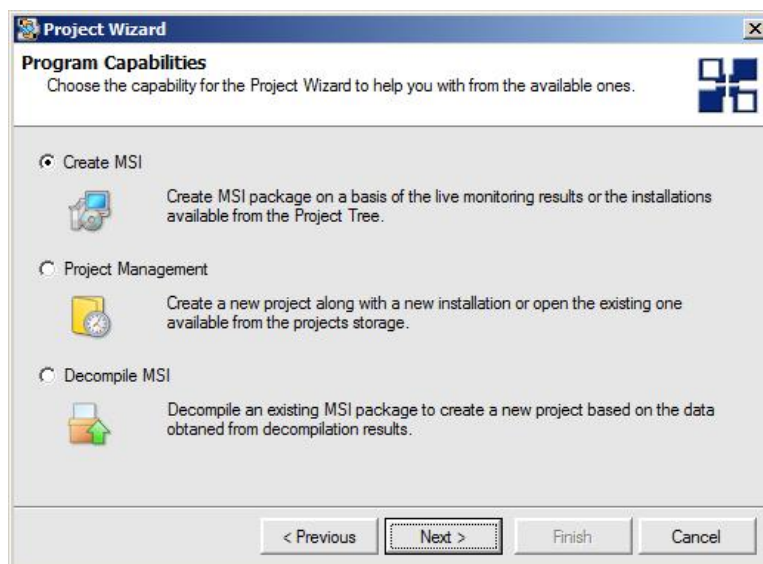 Project Wizard
Program Capabilities
Choose the capability for the Project Wizard to help you with from the available ones.
Create MSI
Create MSI package on a basis of the live monitoring results or the installations
available from the Project Tree.
Project Management
Create a new project along with a new installation or open the existing one
available from the projects storage.
Decompile MSI
Decompile an existing MSI package to create a new project based on the data
obtaned from decompilation results.
< Previous Next > Finish Cancel